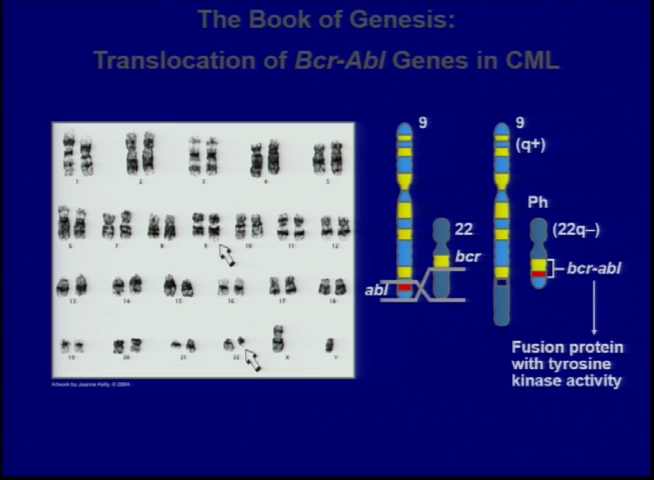 The Book of Genesis:
Translocation of Bcr-Abl Genes in CML
1 2 3 4 5
6 7 8 9 10 11 12
13 14 15 16 17 18
19 20 21 22 X Y
9
22
bcr
abl
9
(q+)
Ph
(22q–)
bcr-abl
Fusion protein
with tyrosine
kinase activity
Artwork by Jeanne Kelly. © 2004.